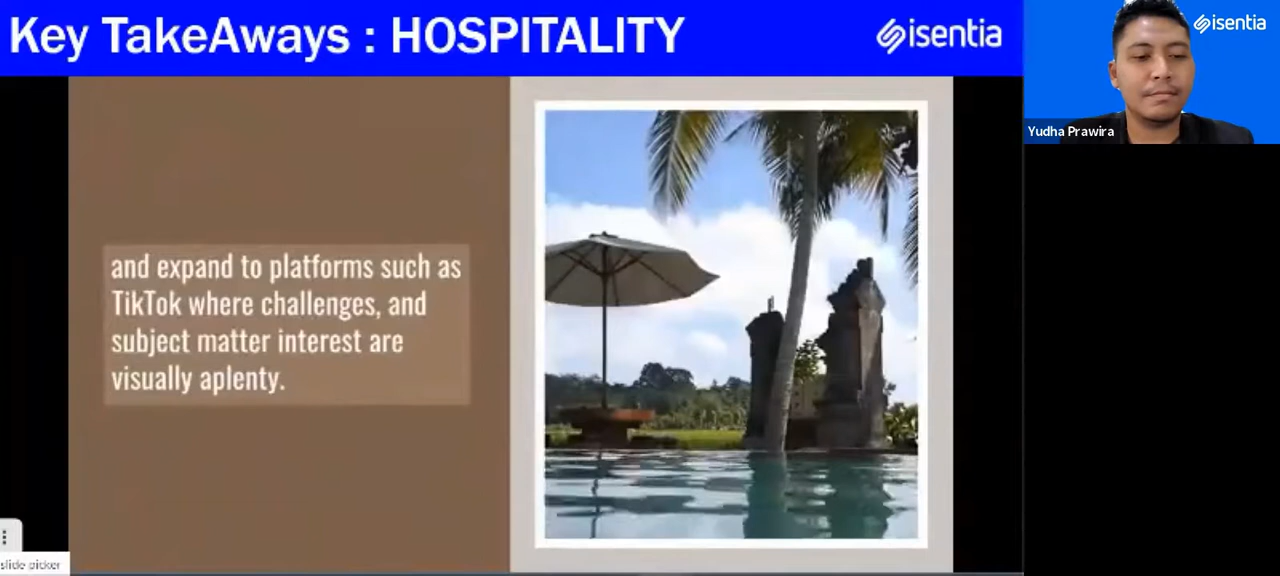 Key TakeAways : HOSPITALITY
isentia
isentia
Yudha Prawira
and expand to platforms such as
TikTok where challenges, and
subject matter interest are
visually aplenty.
slide picker